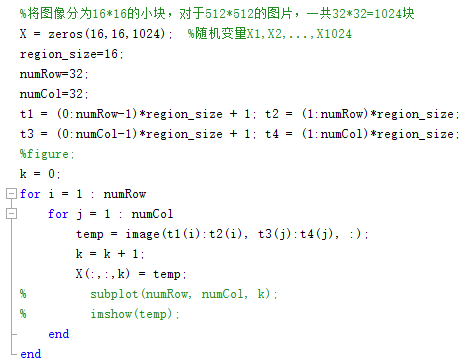 %将图像分为16*16的小块，对于512*512的图片，一共32*32=1024块
X = zeros(16,16,1024);  %随机变量X1,X2,...,X1024
region_size=16;
numRow=32;
numCol=32;
t1 = (0:numRow-1)*region_size + 1; t2 = (1:numRow)*region_size;
t3 = (0:numCol-1)*region_size + 1; t4 = (1:numCol)*region_size;
%figure;
k = 0;
for i = 1 : numRow
    for j = 1 : numCol
        temp = image(t1(i):t2(i), t3(j):t4(j), :);
        k = k + 1;
        X(:,:,k) = temp;
%         subplot(numRow, numCol, k);
%         imshow(temp);
    end
end